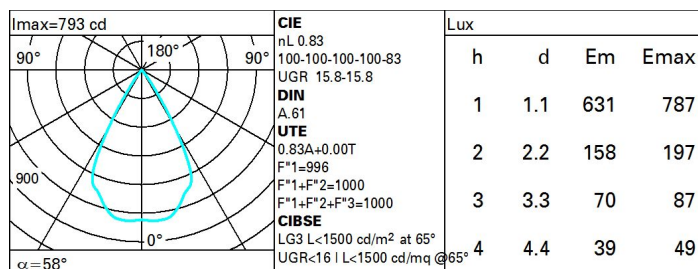 Imax=793 cd
180°
90°
90°
900
0°
α=58°
CIE
nL 0.83
100-100-100-100-83
UGR 15.8-15.8
DIN
A.61
UTE
0.83A+0.00T
F"1=996
F"1+F"2=1000
F"1+F"2+F"3=1000
CIBSE
LG3 L<1500 cd/m² at 65°
UGR<16 | L<1500 cd/mq @65°
Lux
h d Em Emax
1 1.1 631 787
2 2.2 158 197
3 3.3 70 87
4 4.4 39 49